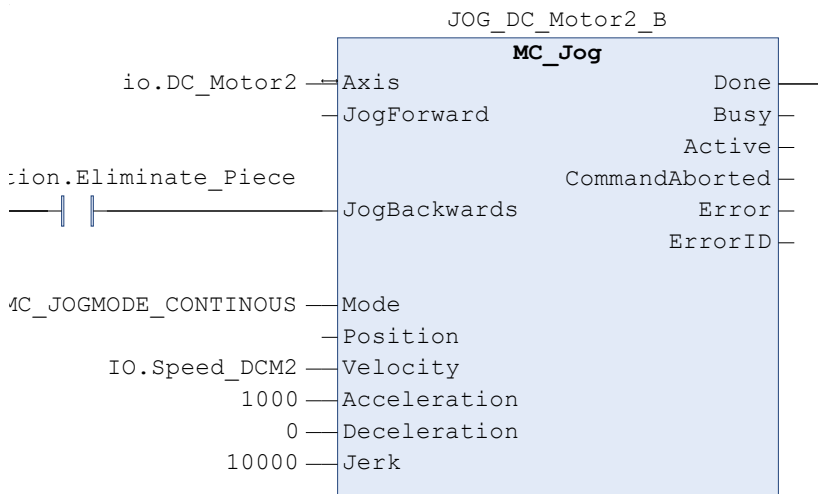 JOG_DC_Motor2_B
MC_Jog
io.DC_Motor2 Axis Done
JogForward Busy
Active
tion.Eliminate_Piece CommandAborted
JogBackwards Error
ErrorID
MC_JOGMODE_CONTINOUS Mode
Position
IO.Speed_DCM2 Velocity
1000 Acceleration
0 Deceleration
10000 Jerk